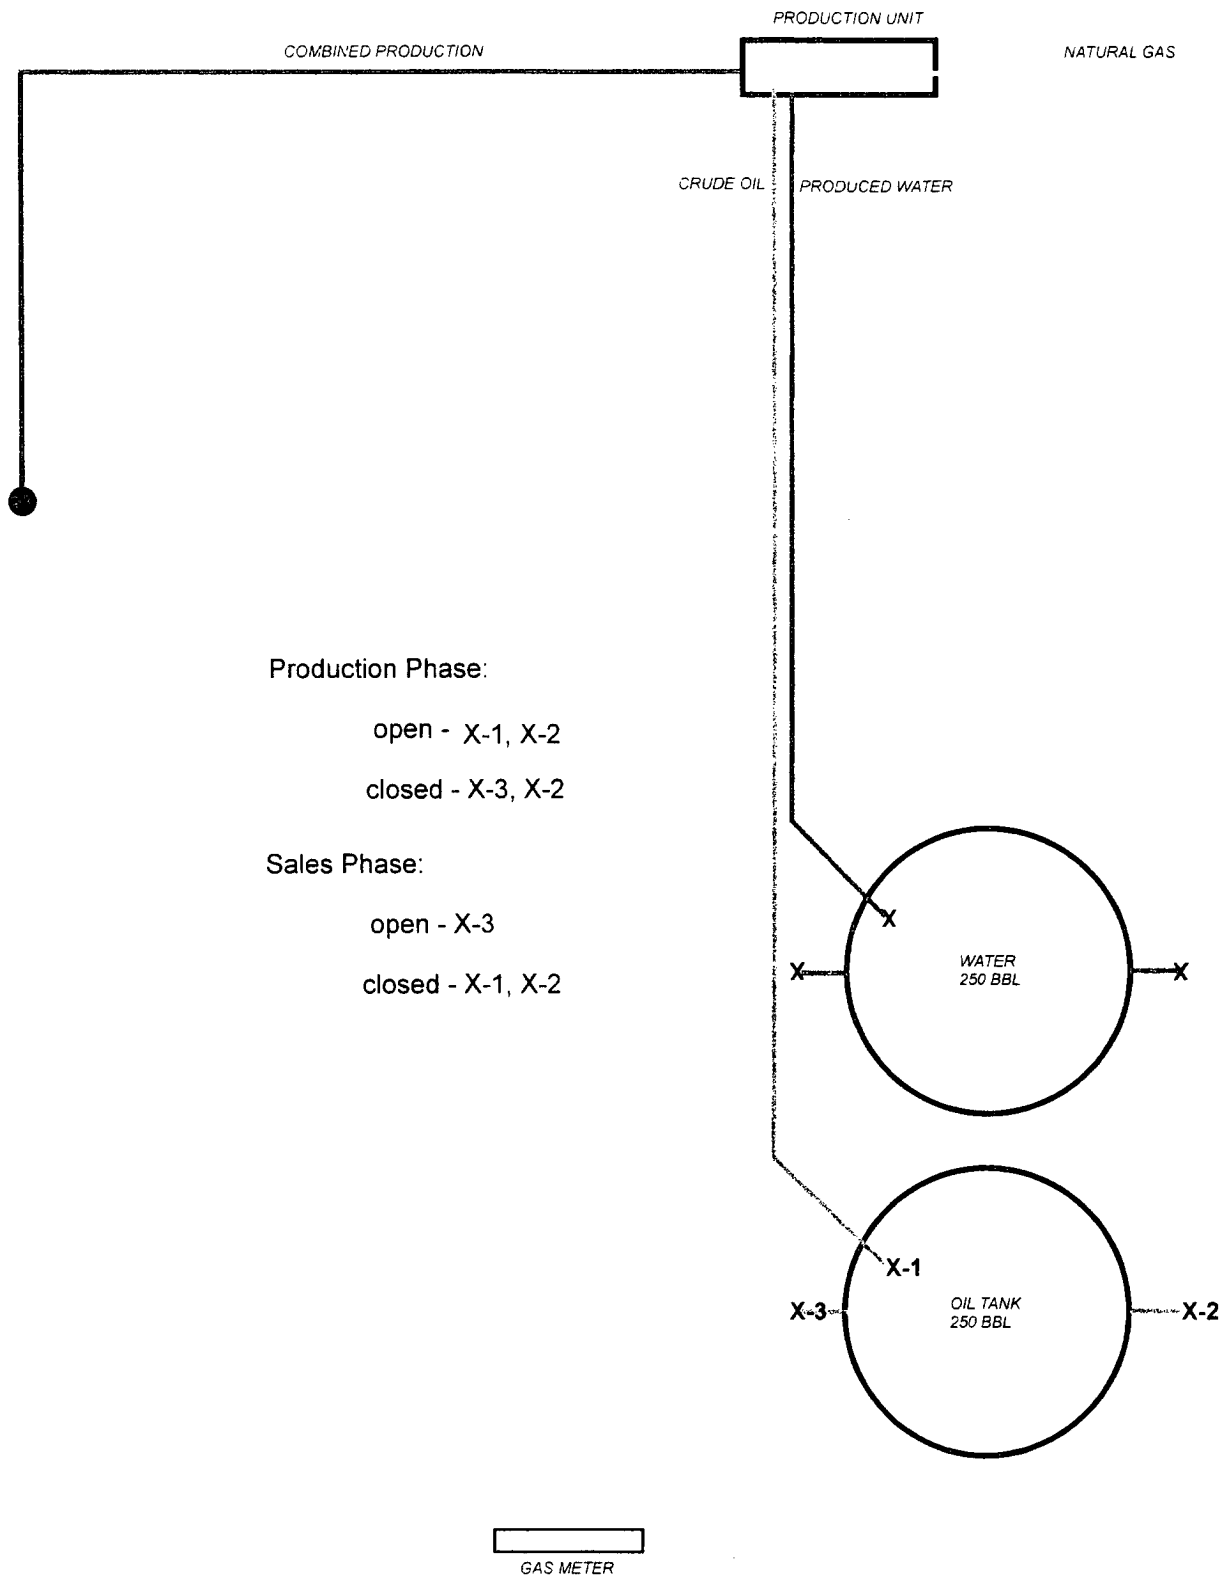 PRODUCTION UNIT
COMBINED PRODUCTION
NATURAL GAS
CRUDE OIL
PRODUCED WATER
Production Phase:
open - X-1, X-2
closed - X-3, X-2
Sales Phase:
open - X-3
closed - X-1, X-2
X
X
X
WATER
250 BBL
X-1
X-3
X-2
OIL TANK
250 BBL
GAS METER